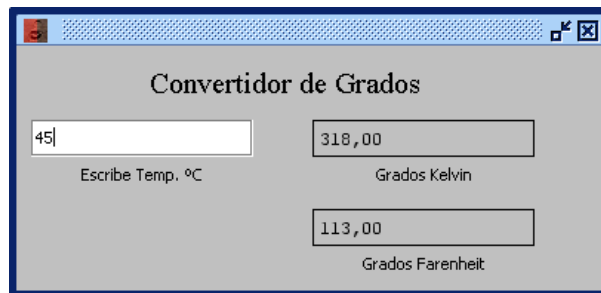 Convertidor de Grados
45
318,00
Escribe Temp. ºC
Grados Kelvin
113,00
Grados Farenheit